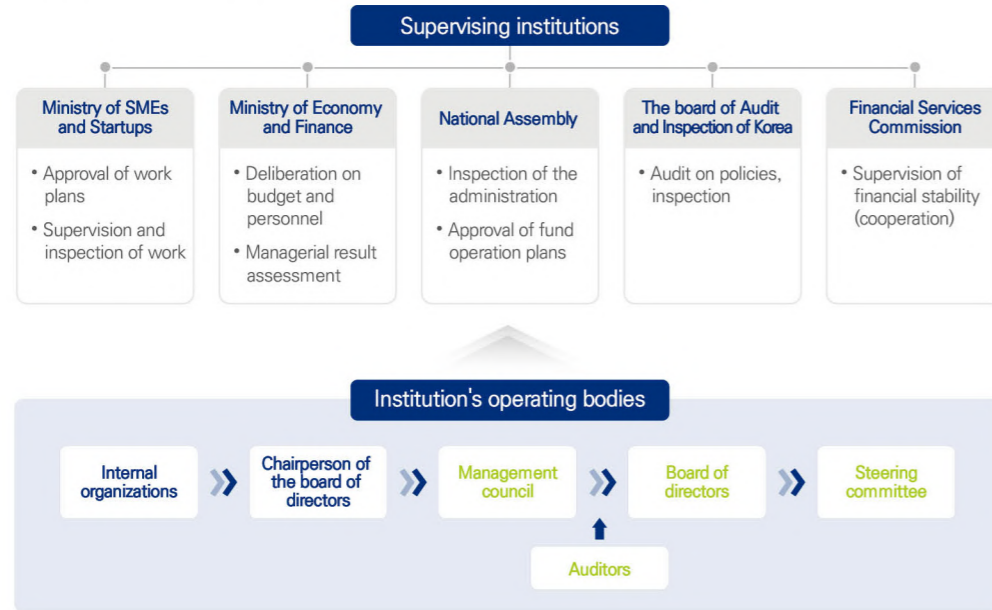 Supervising institutions
Ministry of SMEs
and Startups
• Approval of work
plans
• Supervision and
inspection of work
Ministry of Economy
and Finance
• Deliberation on
budget and
personnel
• Managerial result
assessment
National Assembly
• Inspection of the
administration
• Approval of fund
operation plans
The board of Audit
and Inspection of Korea
• Audit on policies,
inspection
Financial Services
Commission
• Supervision of
financial stability
(cooperation)
Institution's operating bodies
Internal
organizations
Chairperson of
the board of
directors
Management
council
Board of
directors
Steering
committee
Auditors